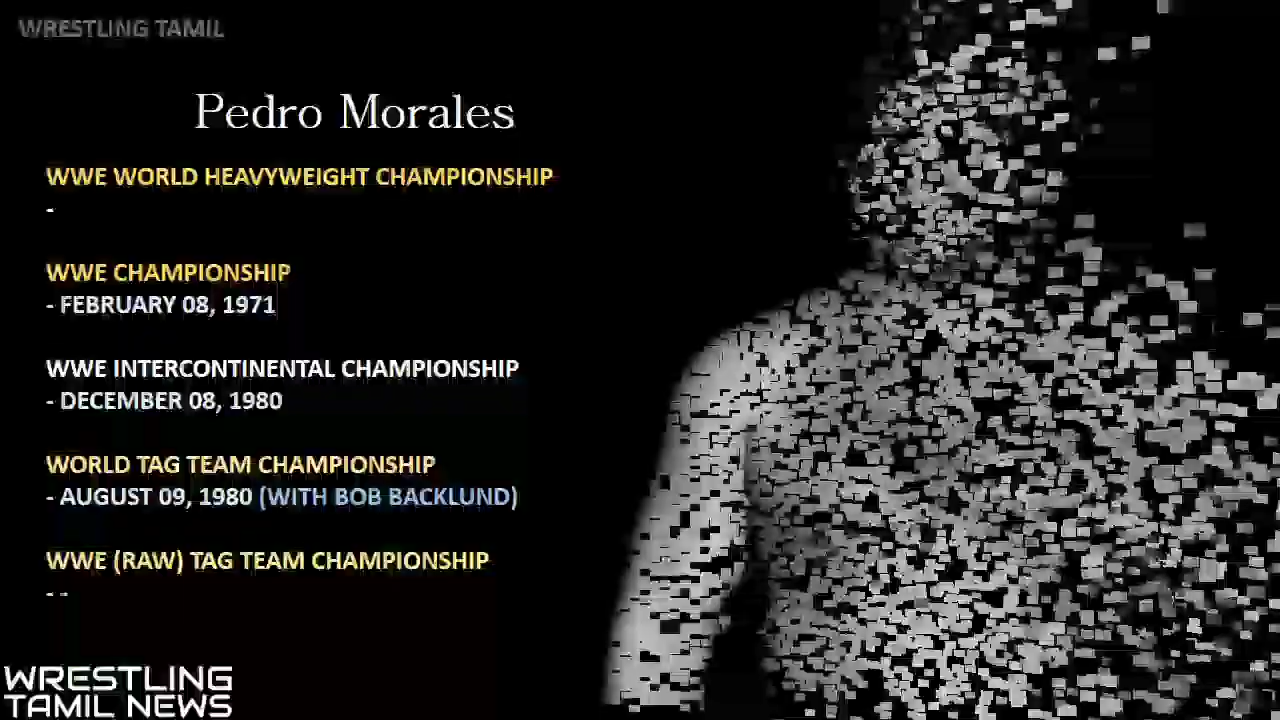 WRESTLING TAMIL
Pedro Morales
WWE WORLD HEAVYWEIGHT CHAMPIONSHIP
-
WWE CHAMPIONSHIP
- FEBRUARY 08, 1971
WWE INTERCONTINENTAL CHAMPIONSHIP
- DECEMBER 08, 1980
WORLD TAG TEAM CHAMPIONSHIP
- AUGUST 09, 1980 (WITH BOB BACKLUND)
WWE (RAW) TAG TEAM CHAMPIONSHIP
- -
WRESTLING
TAMIL NEWS